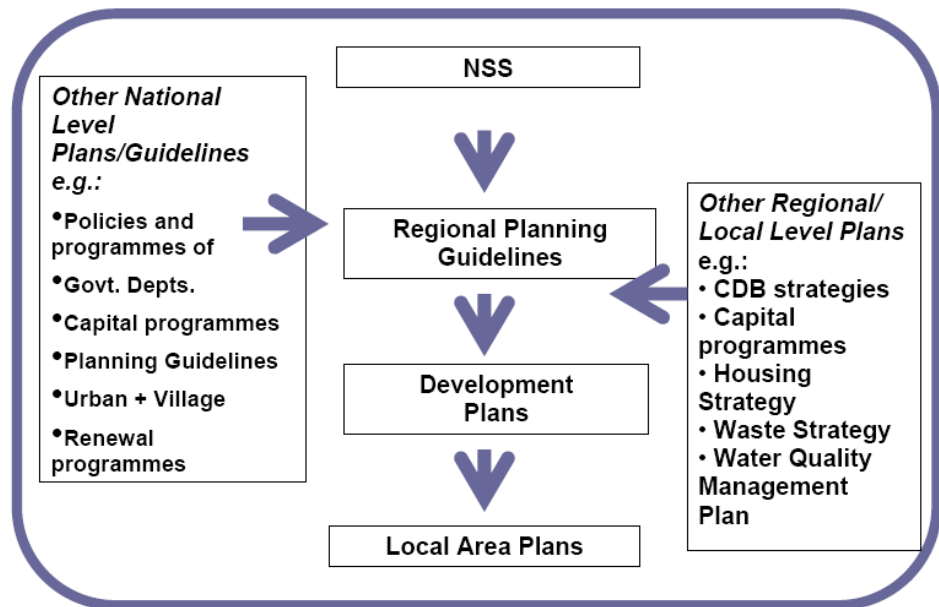 NSS
Other National
Level
Plans/Guidelines
e.g.:
•Policies and
programmes of
•Govt. Depts.
•Capital programmes
•Planning Guidelines
•Urban + Village
•Renewal
programmes
Regional Planning
Guidelines
Other Regional/
Local Level Plans
e.g.:
• CDB strategies
• Capital
programmes
• Housing
Strategy
• Waste Strategy
• Water Quality
Management
Plan
Development
Plans
Local Area Plans